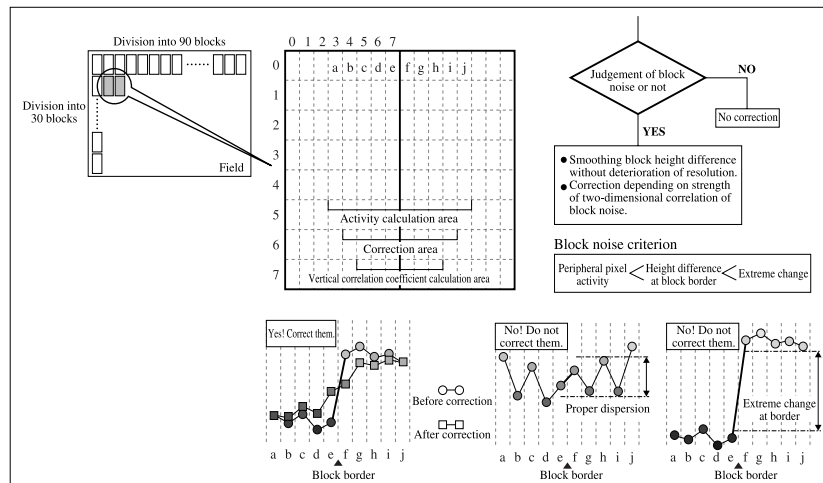 Division into 90 blocks
Division into
30 blocks
Field
0 1 2 3 4 5 6 7
a b c d e f g h i j
0
1
2
3
4
5
6
7
Activity calculation area
Correction area
Vertical correlation coefficient calculation area
Judgement of block
noise or not
NO
No correction
YES
● Smoothing block height difference
without deterioration of resolution.
● Correction depending on strength
of two-dimensional correlation of
block noise.
Block noise criterion
Peripheral pixel
activity
<
Height difference
at block border
<
Extreme change
Yes! Correct them.
a b c d e f g h i j
Block border
Before correction
After correction
No! Do not
correct them.
Proper dispersion
a b c d e f g h i j
Block border
No! Do not
correct them.
Extreme change
at border
a b c d e f g h i j
Block border